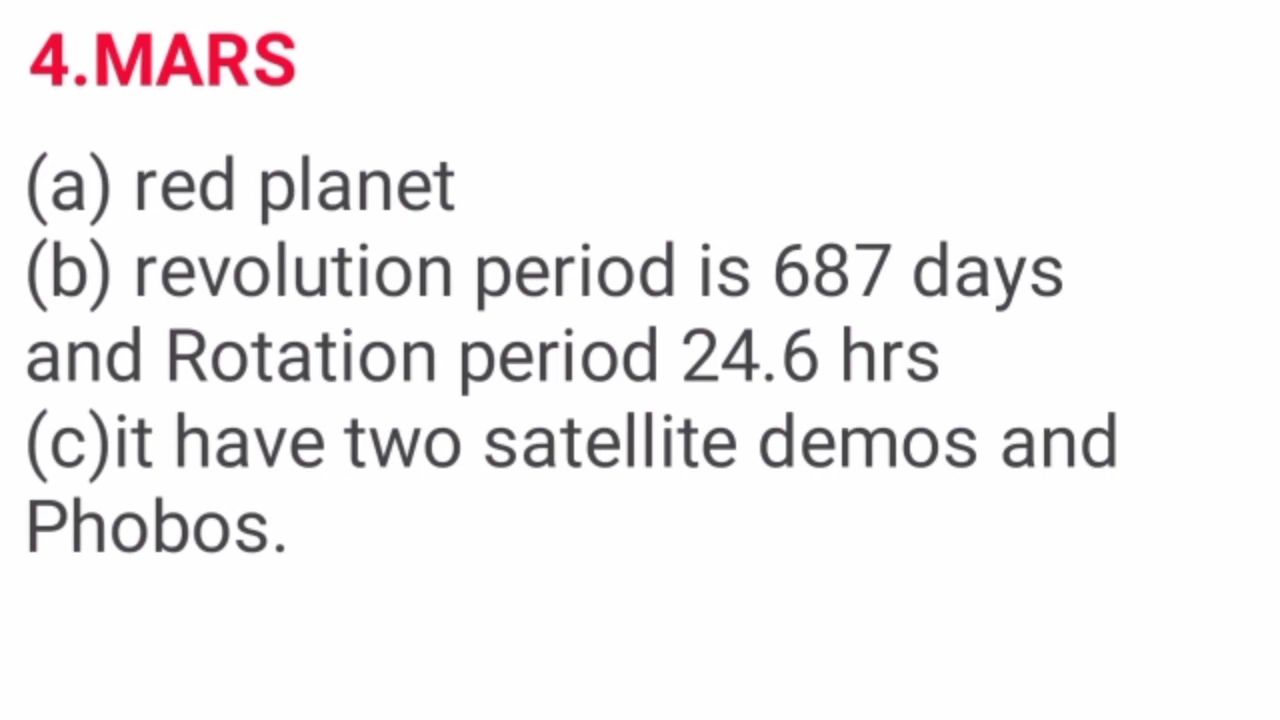 4.MARS
(a) red planet
(b) revolution period is 687 days
and Rotation period 24.6 hrs
(c)it have two satellite demos and
Phobos.